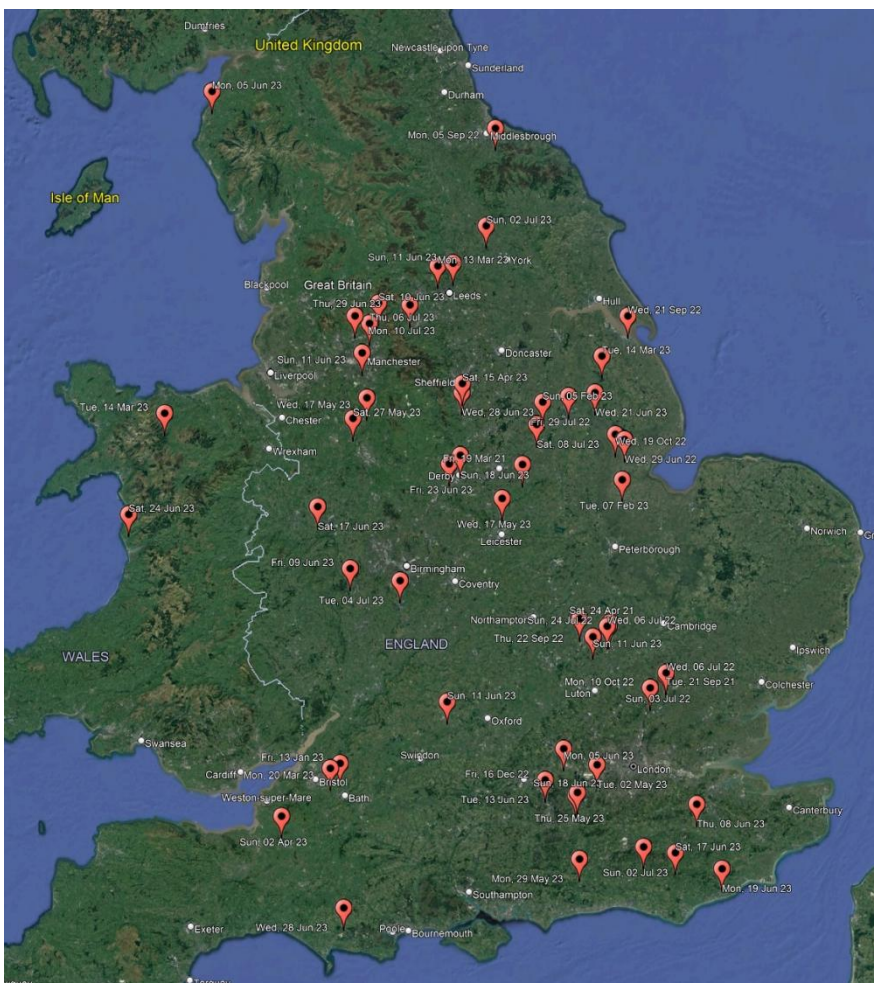 Dumfries
United Kingdom
Newcastle upon Tyne
Sunderland
Mon, 05 Jun 23
Durham
Mon, 05 Sep 22
Middlesbrough
Isle of Man
Sun, 02 Jul 23
Sun, 11 Jun 23
Mon, 13 Mar 23
York
Blackpool
Great Britain
Leeds
Sat, 10 Jun 23
Hull
Thu, 29 Jun 23
Thu, 06 Jul 23
Wed, 21 Sep 22
Mon, 10 Jul 23
Sun, 11 Jun 23
Manchester
Doncaster
Tue, 14 Mar 23
Liverpool
Sheffield
Sat, 15 Apr 23
Wed, 17 May 23
Sun, 05 Feb 23
Tue, 14 Mar 23
Chester
Sat, 27 May 23
Wed, 28 Jun 23
Wed, 21 Jun 23
Fri, 29 Jul 22
Wrexham
Sat, 08 Jul 23
Wed, 19 Oct 22
Fri, 19 Mar 21
Wed, 29 Jun 22
Derby
Sun, 18 Jun 23
Fri, 23 Jun 23
Tue, 07 Feb 23
Sat, 24 Jun 23
Sat, 17 Jun 23
Wed, 17 May 23
Norwich
Leicester
Peterborough
Fri, 09 Jun 23
Birmingham
Coventry
Tue, 04 Jul 23
Sat, 24 Apr 21
Northampton
Sun, 24 Jul 22
Wed, 06 Jul 22
Cambridge
Thu, 22 Sep 22
Sun, 11 Jun 23
ENGLAND
WALES
Ipswich
Wed, 06 Jul 22
Mon, 10 Oct 22
Tue, 21 Sep 21
Colchester
Luton
Sun, 03 Jul 22
Sun, 11 Jun 23
Oxford
Swansea
Swindon
Mon, 05 Jun 23
Fri, 13 Jan 23
London
Cardiff
Mon, 20 Mar 23
Bristol
Fri, 16 Dec 22
Sun, 18 Jun 23
Tue, 02 May 23
Weston-super-Mare
Bath
Tue, 13 Jun 23
Canterbury
Thu, 25 May 23
Thu, 08 Jun 23
Sun, 02 Apr 23
Sat, 17 Jun 23
Sun, 02 Jul 23
Mon, 29 May 23
Mon, 19 Jun 23
Southampton
Exeter
Wed, 28 Jun 23
Poole
Bournemouth